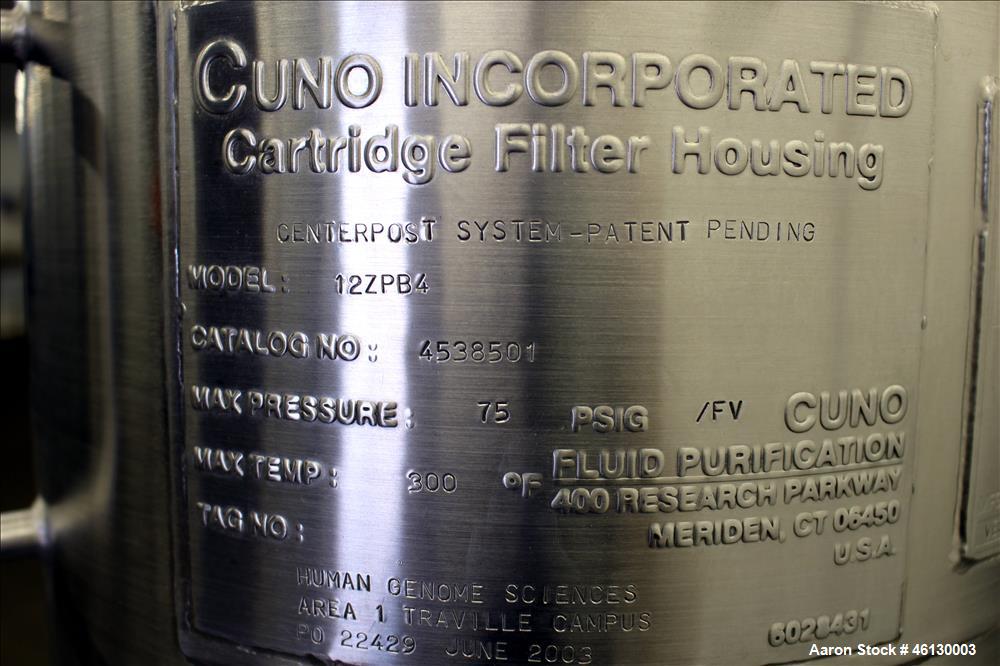 CUNO INCORPORATED
Cartridge Filter Housing
CENTERPOST SYSTEM-PATENT PENDING
MODEL: 12ZPB4
CATALOG NO: 4538501
MAX PRESSURE: 75 PSIG /FV
MAX TEMP: 300 °F
TAG NO:
CUNO
FLUID PURIFICATION
400 RESEARCH PARKWAY
MERIDEN, CT 06450
U.S.A.
HUMAN GENOME SCIENCES
AREA 1 TRAVILLE CAMPUS
PO 22429 JUNE 2003
6028431
Aaron Stock # 46130003